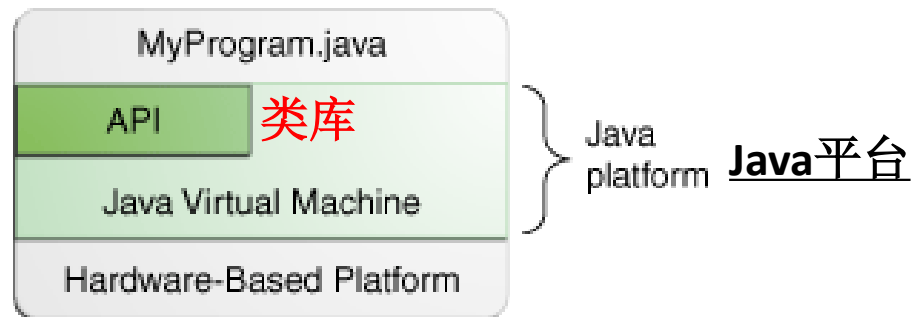 MyProgram.java
API 类库
Java Virtual Machine
Hardware-Based Platform
Java
platform
Java平台